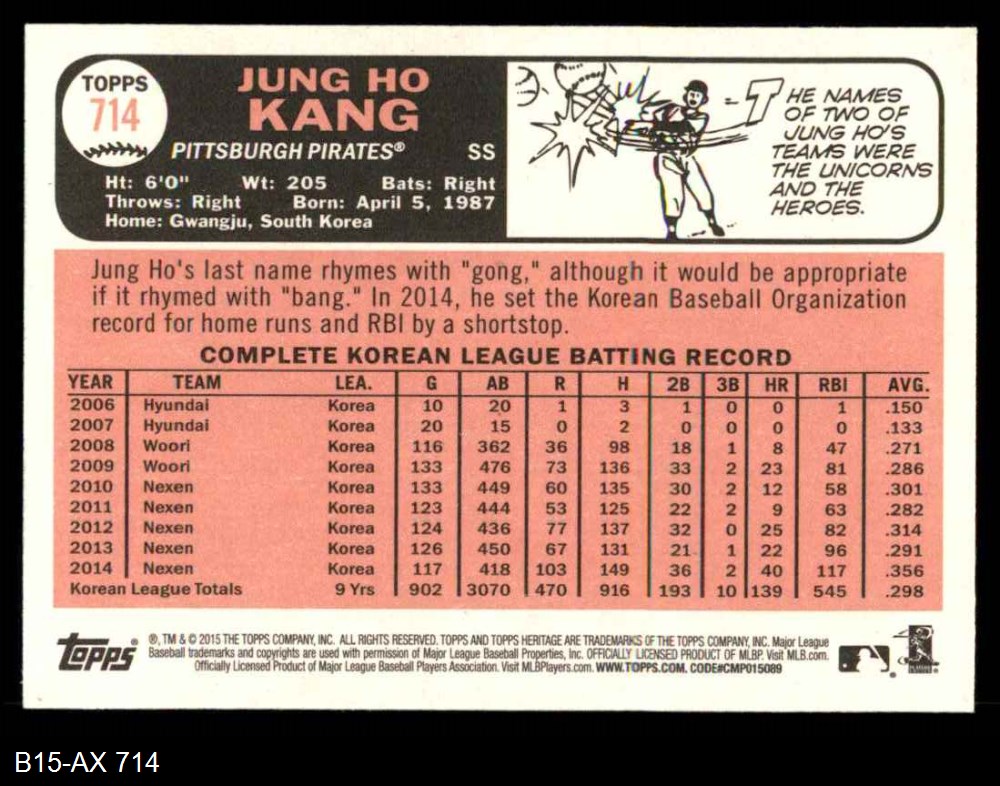 TOPPS
714
JUNG HO
KANG
PITTSBURGH PIRATES® SS
Ht: 6'0" Wt: 205 Bats: Right
Throws: Right Born: April 5, 1987
Home: Gwangju, South Korea
THE NAMES
OF TWO OF
JUNG HO'S
TEAMS WERE
THE UNICORNS
AND THE
HEROES.
Jung Ho's last name rhymes with "gong," although it would be appropriate
if it rhymed with "bang." In 2014, he set the Korean Baseball Organization
record for home runs and RBI by a shortstop.
COMPLETE KOREAN LEAGUE BATTING RECORD
YEAR TEAM LEA. G AB R H 2B 3B HR RBI AVG.
2006 Hyundai Korea 10 20 1 3 1 0 0 1 .150
2007 Hyundai Korea 20 15 0 2 0 0 0 0 .133
2008 Woori Korea 116 362 36 98 18 1 8 47 .271
2009 Woori Korea 133 476 73 136 33 2 23 81 .286
2010 Nexen Korea 133 449 60 135 30 2 12 58 .301
2011 Nexen Korea 123 444 53 125 22 2 9 63 .282
2012 Nexen Korea 124 436 77 137 32 0 25 82 .314
2013 Nexen Korea 126 450 67 131 21 1 22 96 .291
2014 Nexen Korea 117 418 103 149 36 2 40 117 .356
Korean League Totals 9 Yrs 902 3070 470 916 193 10 139 545 .298
topps®
®, TM & © 2015 THE TOPPS COMPANY, INC. ALL RIGHTS RESERVED. TOPPS AND TOPPS HERITAGE ARE TRADEMARKS OF THE TOPPS COMPANY, INC. Major League
Baseball trademarks and copyrights are used with permission of Major League Baseball Properties, Inc. OFFICIALLY LICENSED PRODUCT OF MLBP. Visit MLB.com.
Officially Licensed Product of Major League Baseball Players Association. Visit MLBPlayers.com. WWW.TOPPS.COM. CODE#CMP015089
B15-AX 714